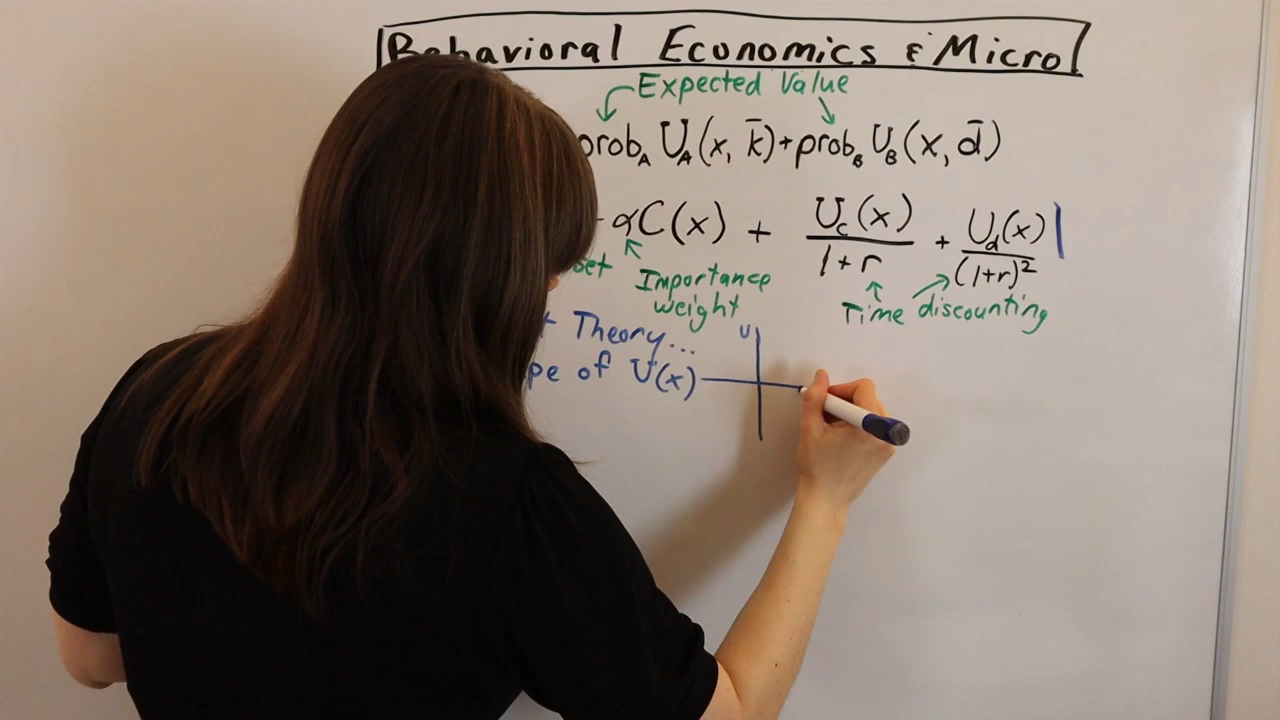 Behavioral Economics & Micro
Expected Value
prob_A U_A(x, k̄) + prob_B U_B(x, d̄)
αC(x) + U_c(x)/(1+r) + U_d(x)/(1+r)² |
set Importance weight
Time discounting
t Theory...
pe of U(x)
U